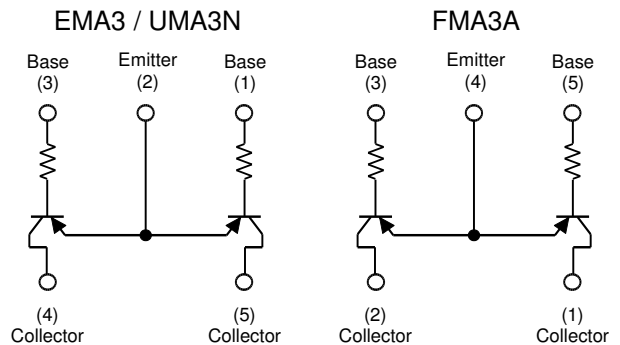 EMA3 / UMA3N
FMA3A
Base
(3)
Emitter
(2)
Base
(1)
Base
(3)
Emitter
(4)
Base
(5)
(4)
Collector
(5)
Collector
(2)
Collector
(1)
Collector